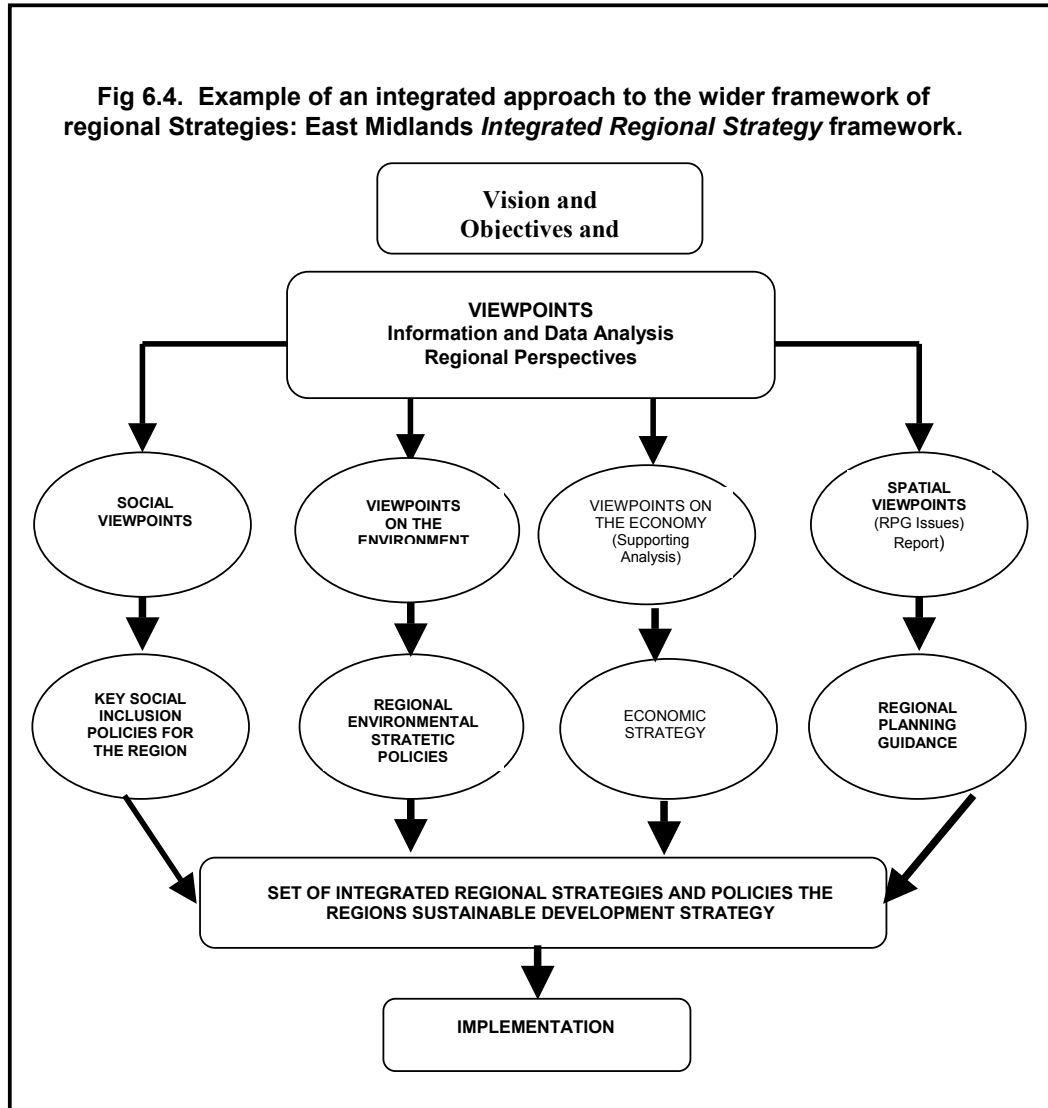 Fig 6.4. Example of an integrated approach to the wider framework of
regional Strategies: East Midlands Integrated Regional Strategy framework.
Vision and
Objectives and
VIEWPOINTS
Information and Data Analysis
Regional Perspectives
SOCIAL
VIEWPOINTS
VIEWPOINTS
ON THE
ENVIRONMENT
VIEWPOINTS ON
THE ECONOMY
(Supporting
Analysis)
SPATIAL
VIEWPOINTS
(RPG Issues)
Report)
KEY SOCIAL
INCLUSION
POLICIES FOR
THE REGION
REGIONAL
ENVIRONMENTAL
STRATETIC
POLICIES
ECONOMIC
STRATEGY
REGIONAL
PLANNING
GUIDANCE
SET OF INTEGRATED REGIONAL STRATEGIES AND POLICIES THE
REGIONS SUSTAINABLE DEVELOPMENT STRATEGY
IMPLEMENTATION